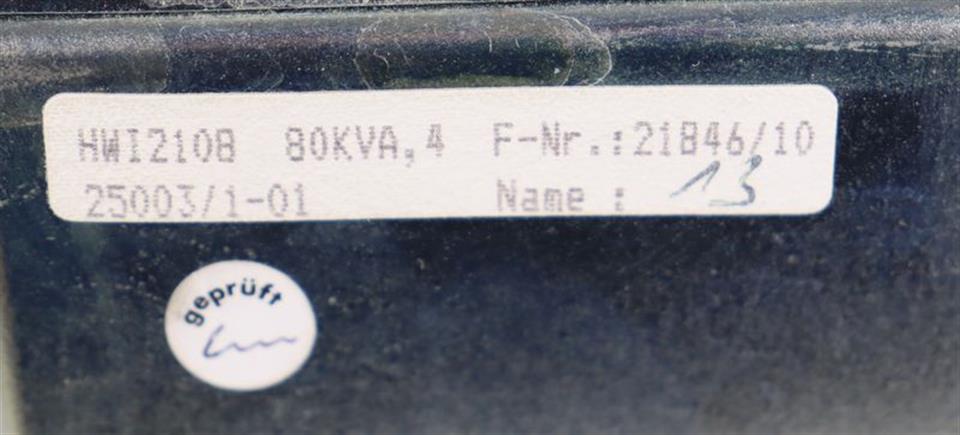 HWI210B 80KVA,4 F-Nr.:21846/10
25003/1-01 Name : 13
geprüft